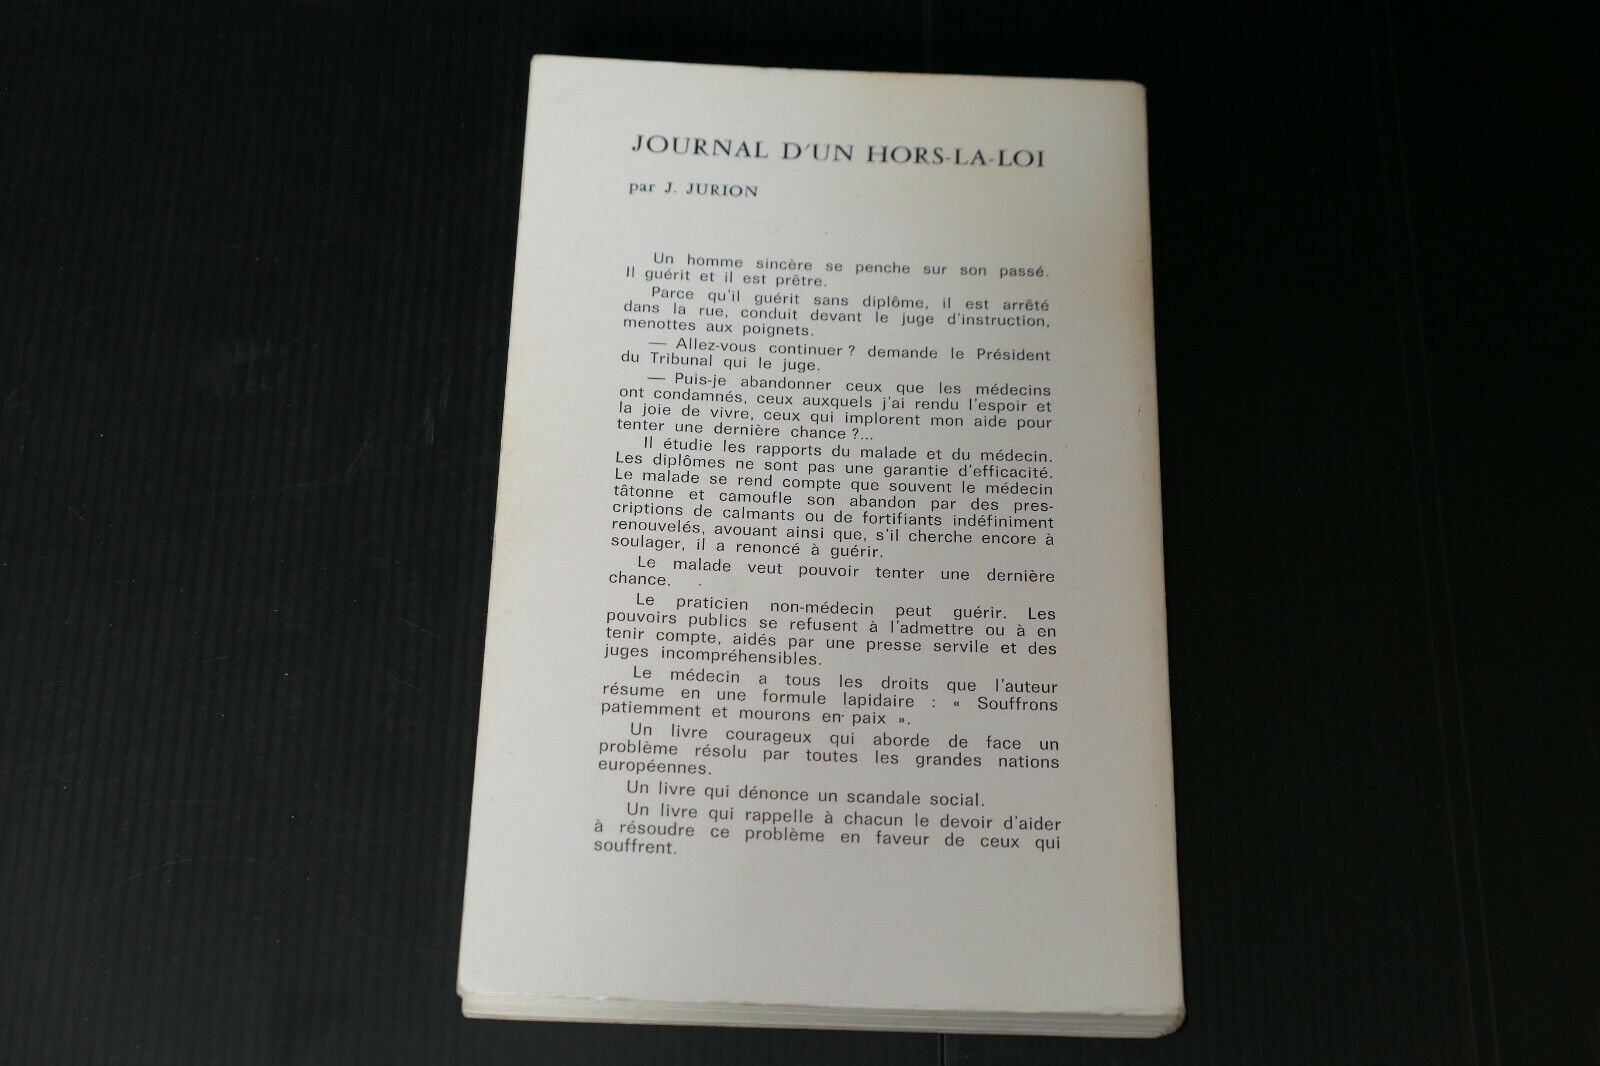 JOURNAL D'UN HORS-LA-LOI
par J. JURION
Un homme sincère se penche sur son passé.
Il guérit et il est prêtre.
Parce qu'il guérit sans diplôme, il est arrêté
dans la rue, conduit devant le juge d'instruction,
menottes aux poignets.
— Allez-vous continuer ? demande le Président
du Tribunal qui le juge.
— Puis-je abandonner ceux que les médecins
ont condamnés, ceux auxquels j'ai rendu l'espoir et
la joie de vivre, ceux qui implorent mon aide pour
tenter une dernière chance ?...
Il étudie les rapports du malade et du médecin.
Les diplômes ne sont pas une garantie d'efficacité.
Le malade se rend compte que souvent le médecin
tâtonne et camoufle son abandon par des pres-
criptions de calmants ou de fortifiants indéfiniment
renouvelés, avouant ainsi que, s'il cherche encore à
soulager, il a renoncé à guérir.
Le malade veut pouvoir tenter une dernière
chance.
Le praticien non-médecin peut guérir. Les
pouvoirs publics se refusent à l'admettre ou à en
tenir compte, aidés par une presse servile et des
juges incompréhensibles.
Le médecin a tous les droits que l'auteur
résume en une formule lapidaire : « Souffrons
patiemment et mourons en paix ».
Un livre courageux qui aborde de face un
problème résolu par toutes les grandes nations
européennes.
Un livre qui dénonce un scandale social.
Un livre qui rappelle à chacun le devoir d'aider
à résoudre ce problème en faveur de ceux qui
souffrent.